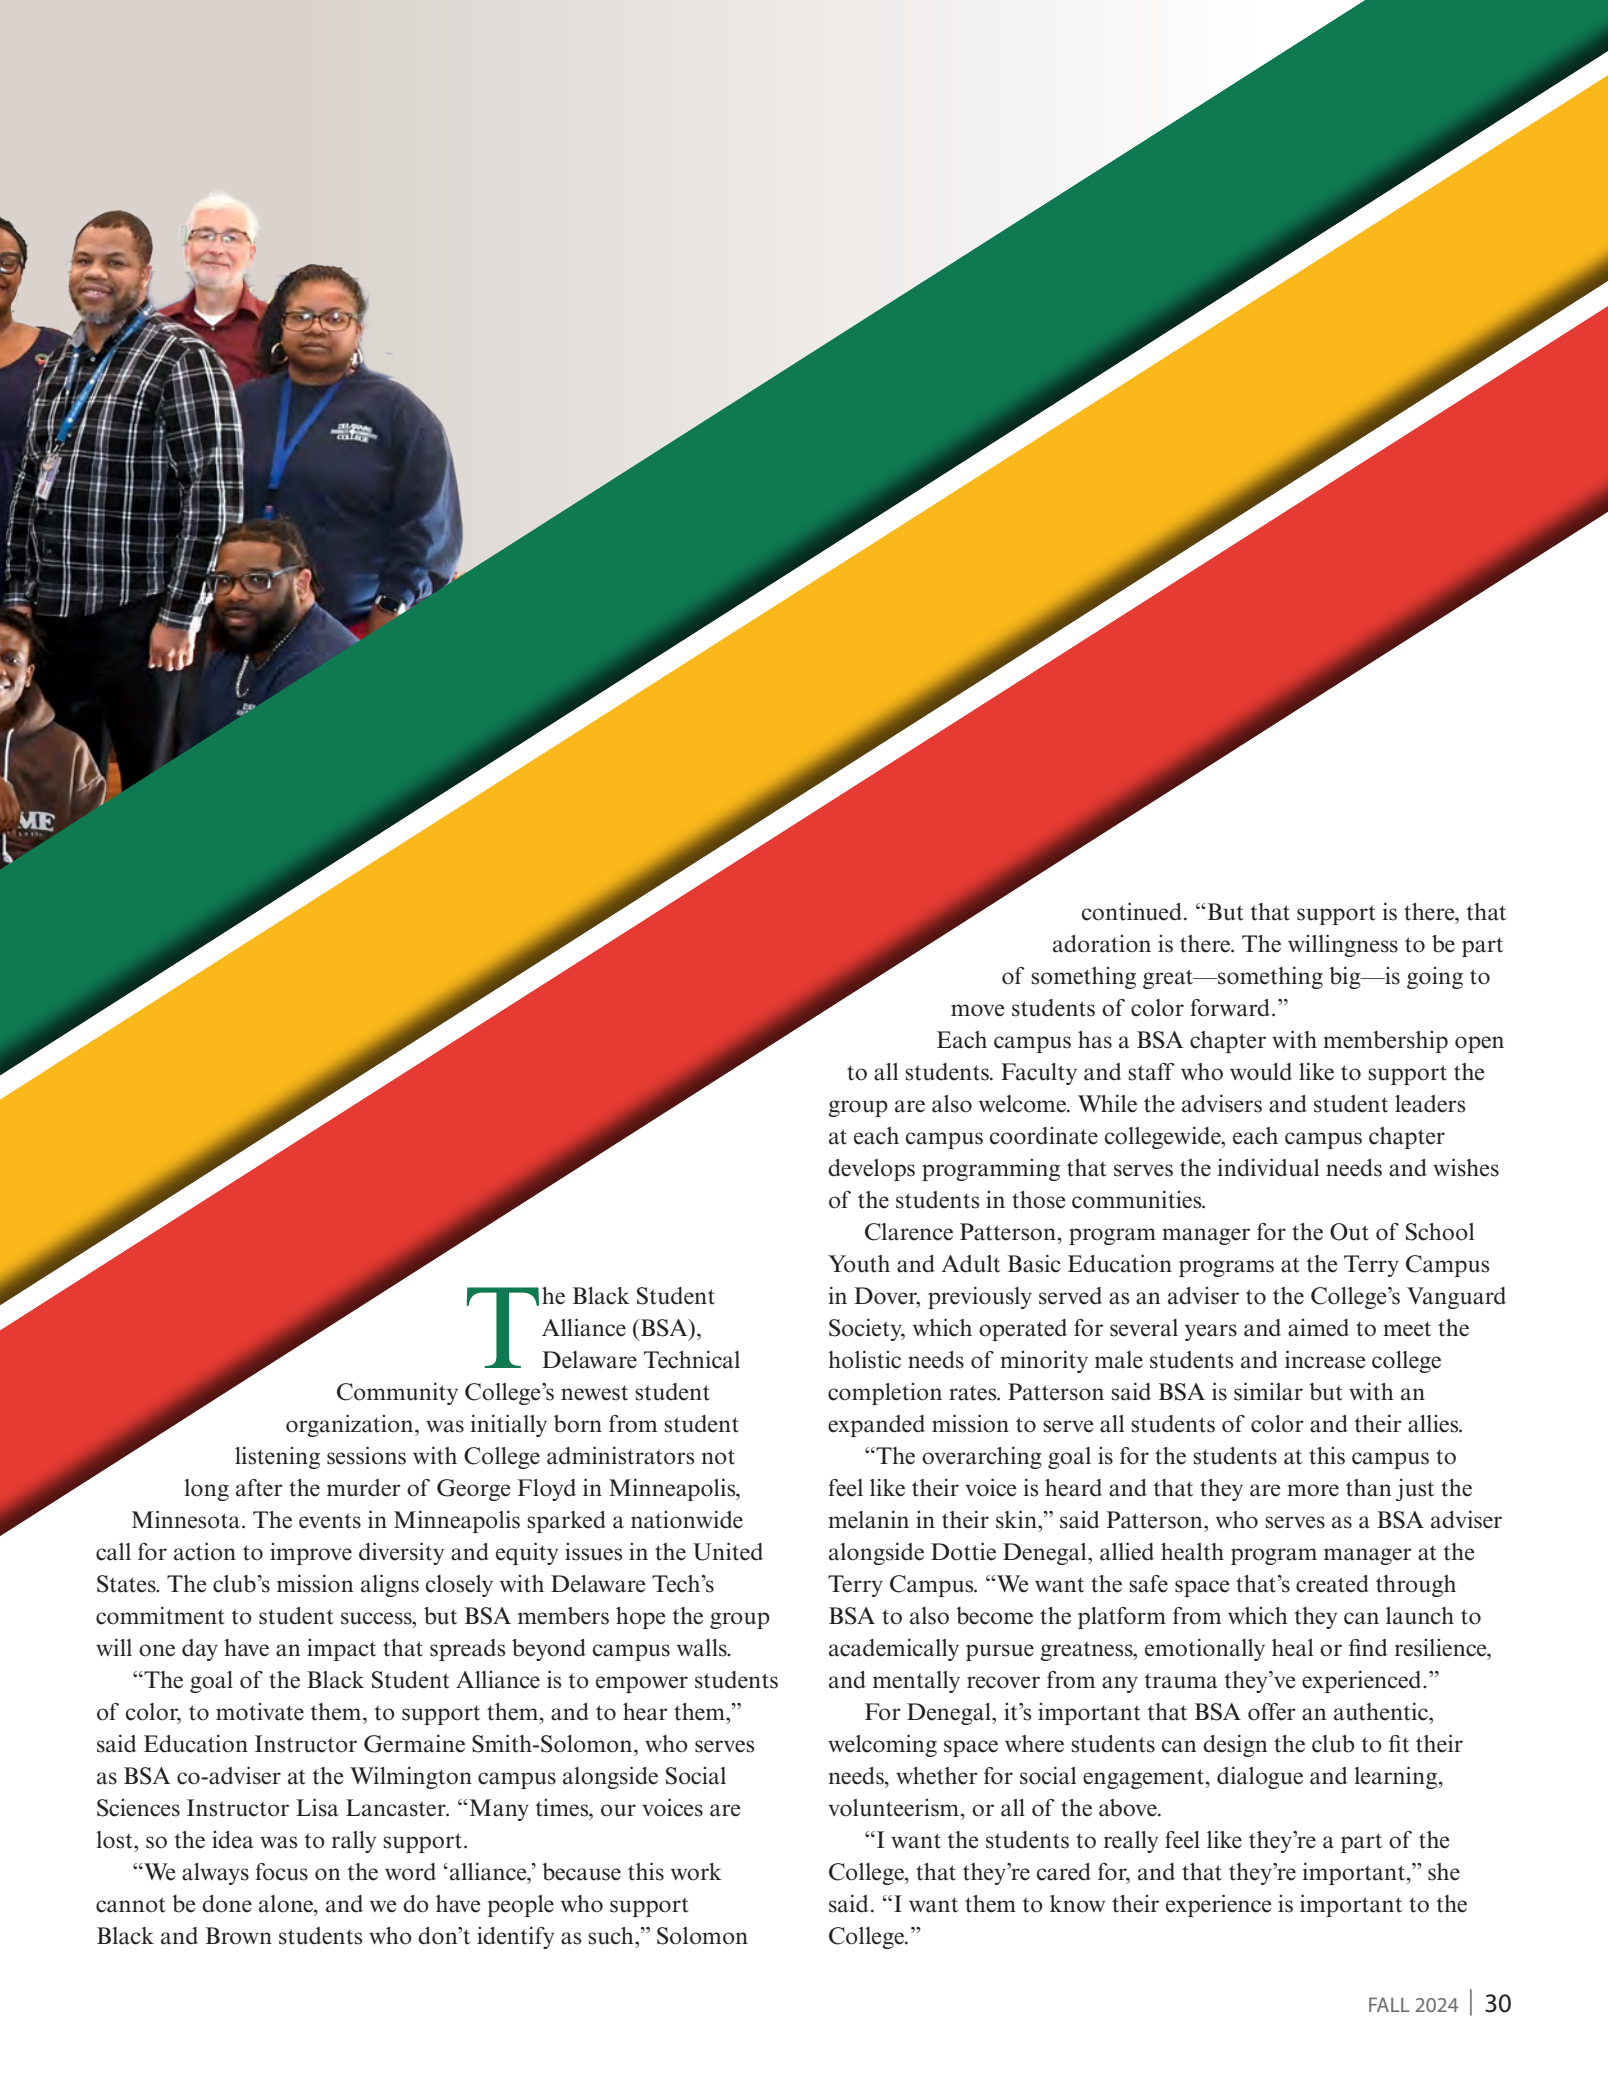 DELAWARE
COLLEGE
ME
The Black Student
Alliance (BSA),
Delaware Technical
Community College’s newest student
organization, was initially born from student
listening sessions with College administrators not
long after the murder of George Floyd in Minneapolis,
Minnesota. The events in Minneapolis sparked a nationwide
call for action to improve diversity and equity issues in the United
States. The club’s mission aligns closely with Delaware Tech’s
commitment to student success, but BSA members hope the group
will one day have an impact that spreads beyond campus walls.
“The goal of the Black Student Alliance is to empower students
of color, to motivate them, to support them, and to hear them,”
said Education Instructor Germaine Smith-Solomon, who serves
as BSA co-adviser at the Wilmington campus alongside Social
Sciences Instructor Lisa Lancaster. “Many times, our voices are
lost, so the idea was to rally support.
“We always focus on the word ‘alliance,’ because this work
cannot be done alone, and we do have people who support
Black and Brown students who don’t identify as such,” Solomon
continued. “But that support is there, that
adoration is there. The willingness to be part
of something great—something big—is going to
move students of color forward.”
Each campus has a BSA chapter with membership open
to all students. Faculty and staff who would like to support the
group are also welcome. While the advisers and student leaders
at each campus coordinate collegewide, each campus chapter
develops programming that serves the individual needs and wishes
of the students in those communities.
Clarence Patterson, program manager for the Out of School
Youth and Adult Basic Education programs at the Terry Campus
in Dover, previously served as an adviser to the College’s Vanguard
Society, which operated for several years and aimed to meet the
holistic needs of minority male students and increase college
completion rates. Patterson said BSA is similar but with an
expanded mission to serve all students of color and their allies.
“The overarching goal is for the students at this campus to
feel like their voice is heard and that they are more than just the
melanin in their skin,” said Patterson, who serves as a BSA adviser
alongside Dottie Denegal, allied health program manager at the
Terry Campus. “We want the safe space that’s created through
BSA to also become the platform from which they can launch to
academically pursue greatness, emotionally heal or find resilience,
and mentally recover from any trauma they’ve experienced.”
For Denegal, it’s important that BSA offer an authentic,
welcoming space where students can design the club to fit their
needs, whether for social engagement, dialogue and learning,
volunteerism, or all of the above.
“I want the students to really feel like they’re a part of the
College, that they’re cared for, and that they’re important,” she
said. “I want them to know their experience is important to the
College.”
FALL 2024 | 30